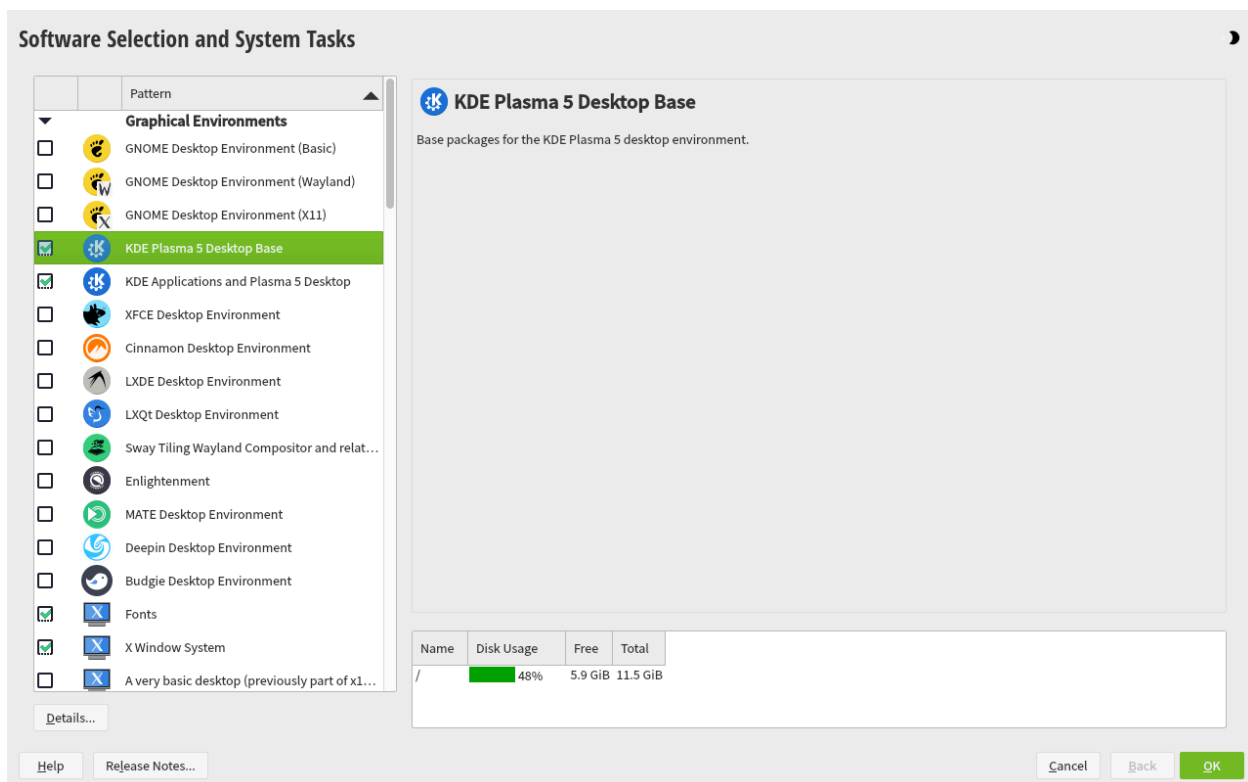 Software Selection and System Tasks
Pattern
Graphical Environments
GNOME Desktop Environment (Basic)
GNOME Desktop Environment (Wayland)
GNOME Desktop Environment (X11)
KDE Plasma 5 Desktop Base
KDE Applications and Plasma 5 Desktop
XFCE Desktop Environment
Cinnamon Desktop Environment
LXDE Desktop Environment
LXQt Desktop Environment
Sway Tiling Wayland Compositor and relat...
Enlightenment
MATE Desktop Environment
Deepin Desktop Environment
Budgie Desktop Environment
Fonts
X Window System
A very basic desktop (previously part of x1...
Details...
KDE Plasma 5 Desktop Base
Base packages for the KDE Plasma 5 desktop environment.
Name Disk Usage Free Total
/ 48% 5.9 GiB 11.5 GiB
Help Release Notes... Cancel Back OK